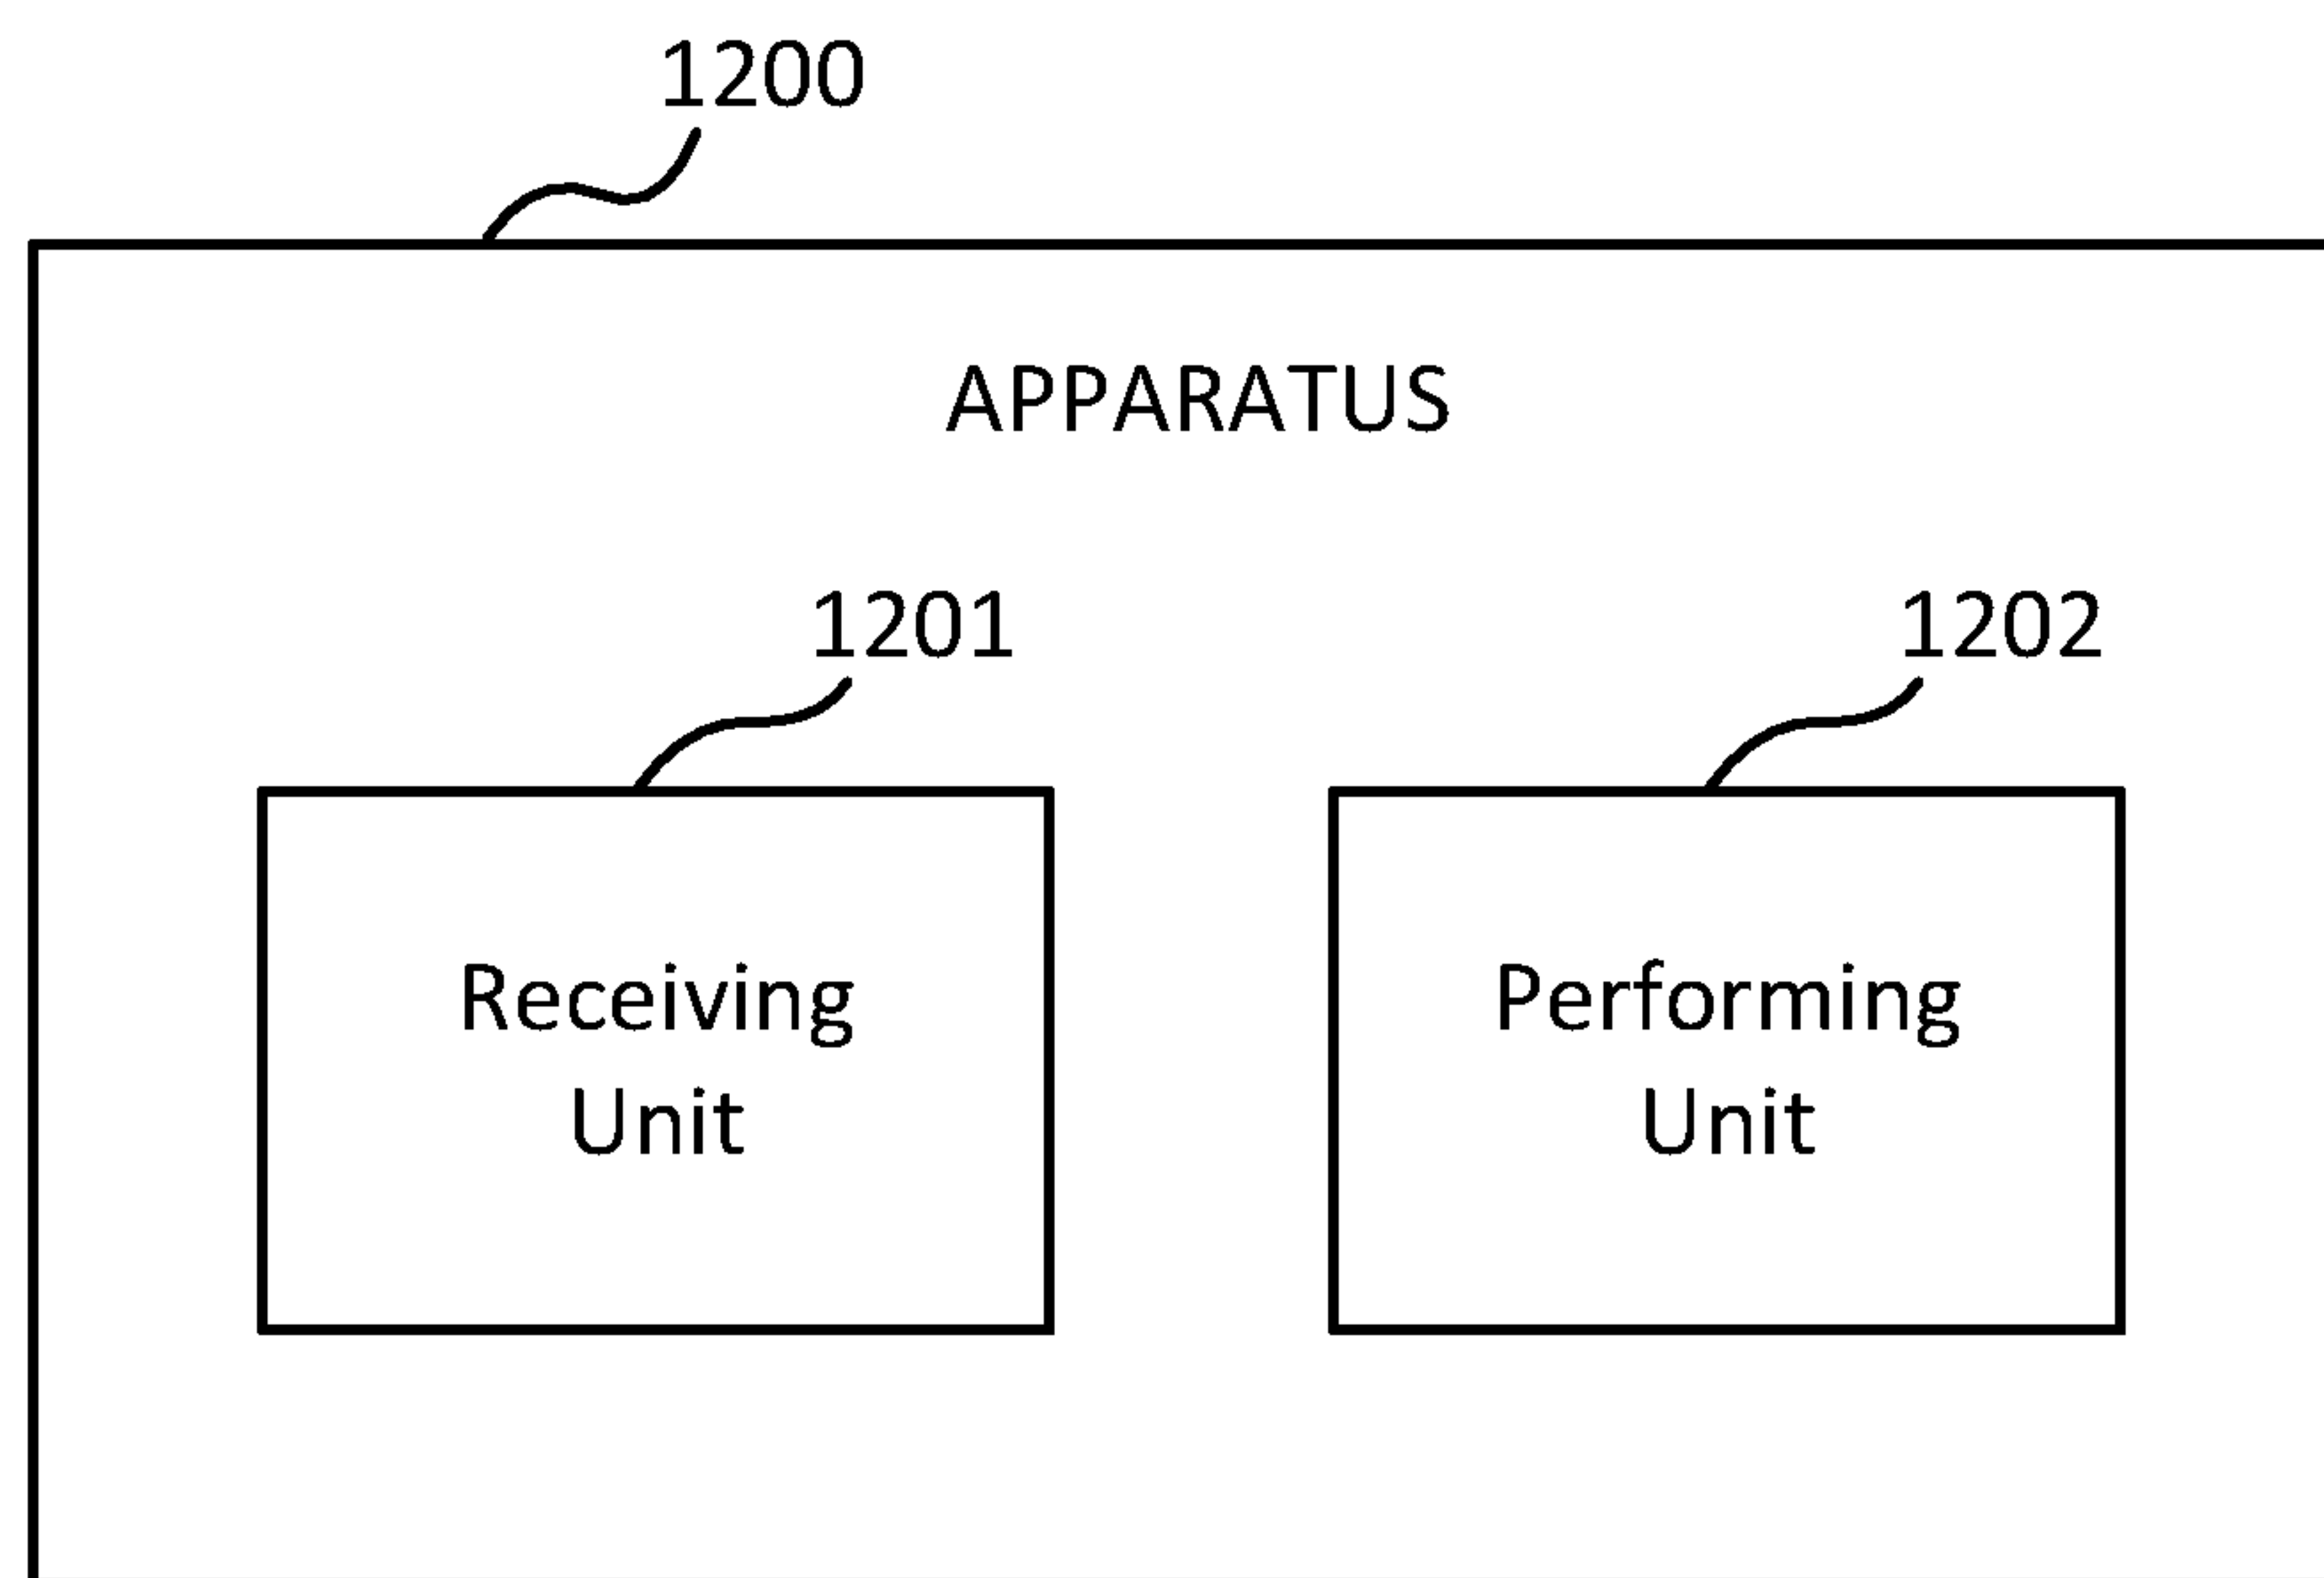 1200
APPARATUS
1201
1202
Receiving
Unit
Performing
Unit